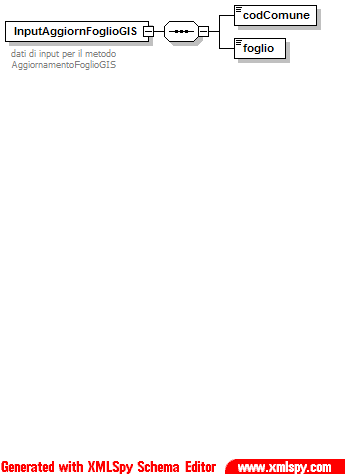 InputAggiornFoglioGIS
codComune
foglio
dati di input per il metodo
AggiornamentoFoglioGIS
Generated with XMLSpy Schema Editor www.xmlspy.com